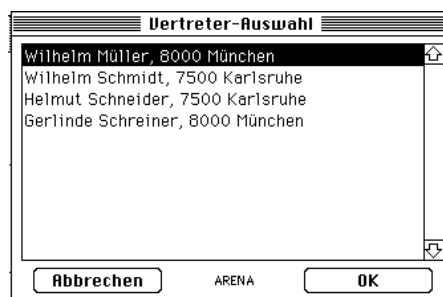 Vertreter-Auswahl
Wilhelm Müller, 8000 München
Wilhelm Schmidt, 7500 Karlsruhe
Helmut Schneider, 7500 Karlsruhe
Gerlinde Schreiner, 8000 München
Abbrechen ARENA OK